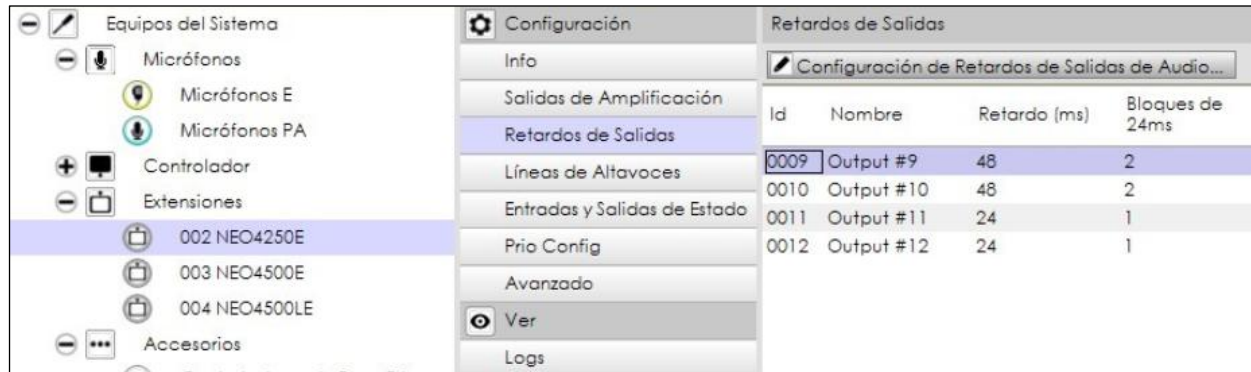 Equipos del Sistema
Micrófonos
Micrófonos E
Micrófonos PA
Controlador
Extensiones
002 NEO4250E
003 NEO4500E
004 NEO4500LE
Accesorios
Configuración
Info
Salidas de Amplificación
Retardos de Salidas
Líneas de Altavoces
Entradas y Salidas de Estado
Prio Config
Avanzado
Ver
Logs
Retardos de Salidas
Configuración de Retardos de Salidas de Audio...
Id Nombre Retardo (ms) Bloques de 24ms
0009 Output #9 48 2
0010 Output #10 48 2
0011 Output #11 24 1
0012 Output #12 24 1